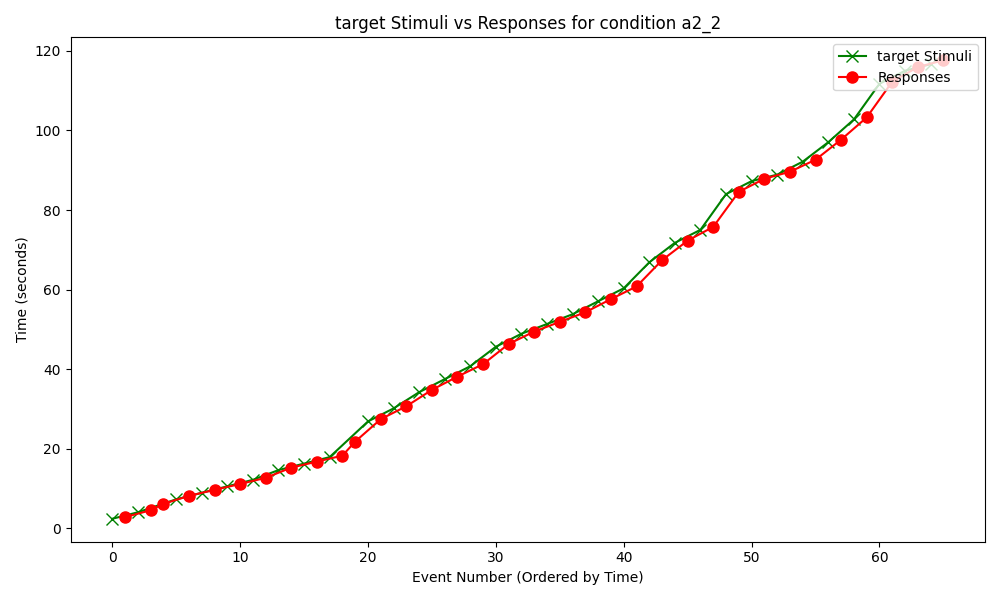 target Stimuli vs Responses for condition a2_2
target Stimuli
Responses
Time (seconds)
120
100
80
60
40
20
0
0 10 20 30 40 50 60
Event Number (Ordered by Time)